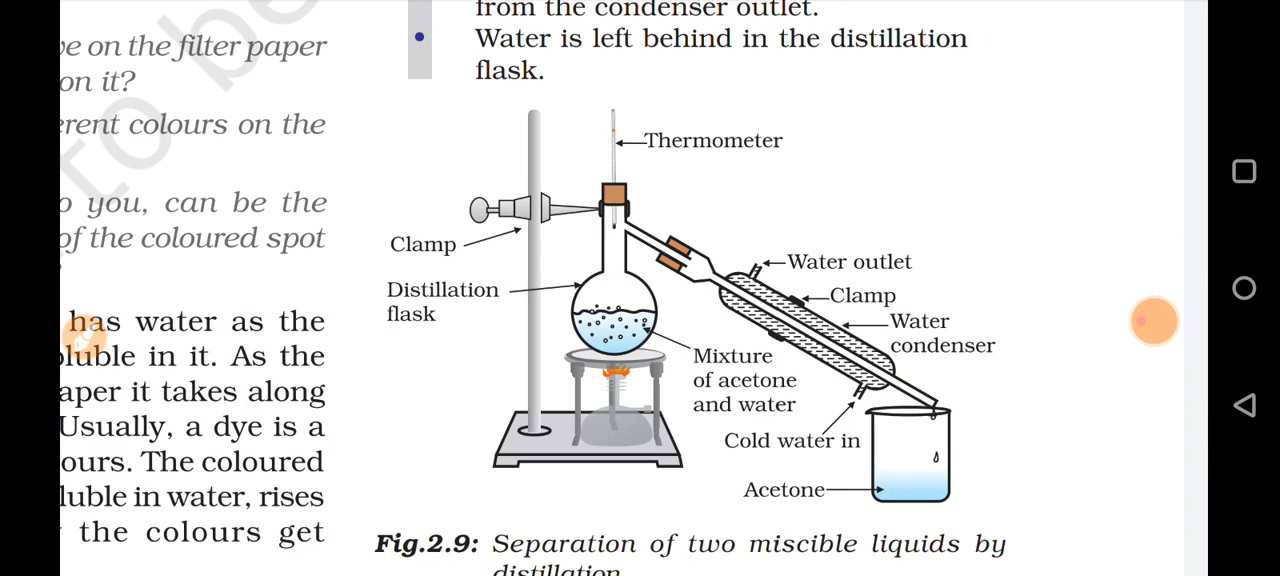 ve on the filter paper
on it?
erent colours on the
o you, can be the
of the coloured spot
has water as the
luble in it. As the
aper it takes along
Usually, a dye is a
ours. The coloured
luble in water, rises
the colours get
to be
from the condenser outlet.
• Water is left behind in the distillation
flask.
Thermometer
Clamp
Distillation
flask
Water outlet
Clamp
Water
condenser
Mixture
of acetone
and water
Cold water in
Acetone
Fig.2.9: Separation of two miscible liquids by
distillation